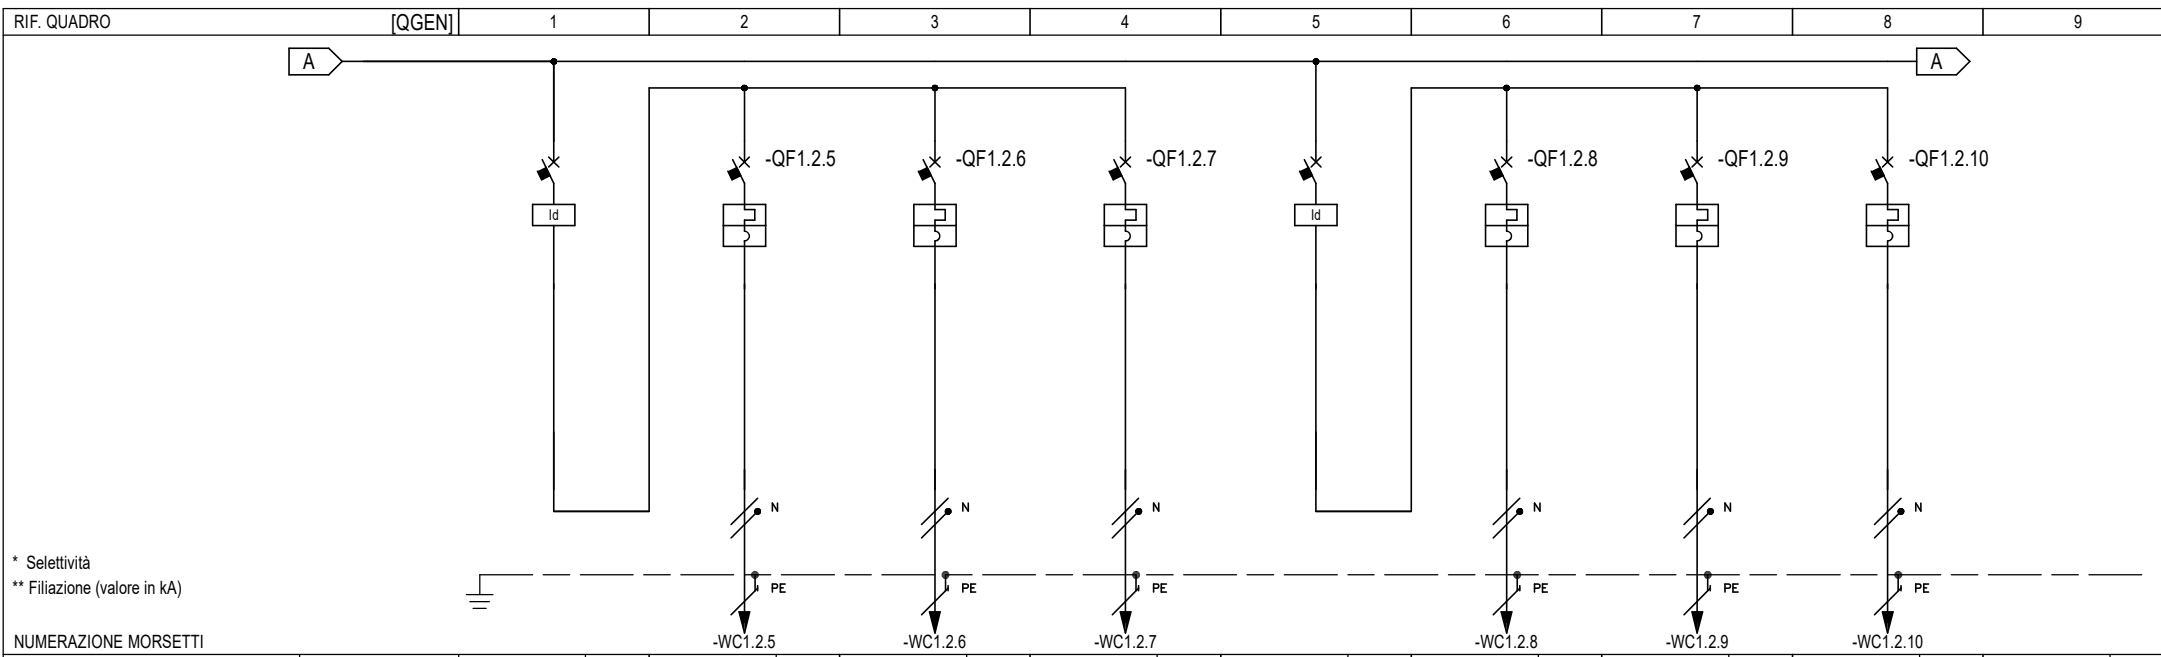 RIF. QUADRO [QGEN] 1 2 3 4 5 6 7 8 9
A A
-QF1.2.5 -QF1.2.6 -QF1.2.7 -QF1.2.8 -QF1.2.9 -QF1.2.10
Id Id
N N N N N N
* Selettività
** Filiazione (valore in kA)
PE PE PE PE PE PE
NUMERAZIONE MORSETTI -WC1.2.5 -WC1.2.6 -WC1.2.7 -WC1.2.8 -WC1.2.9 -WC1.2.10